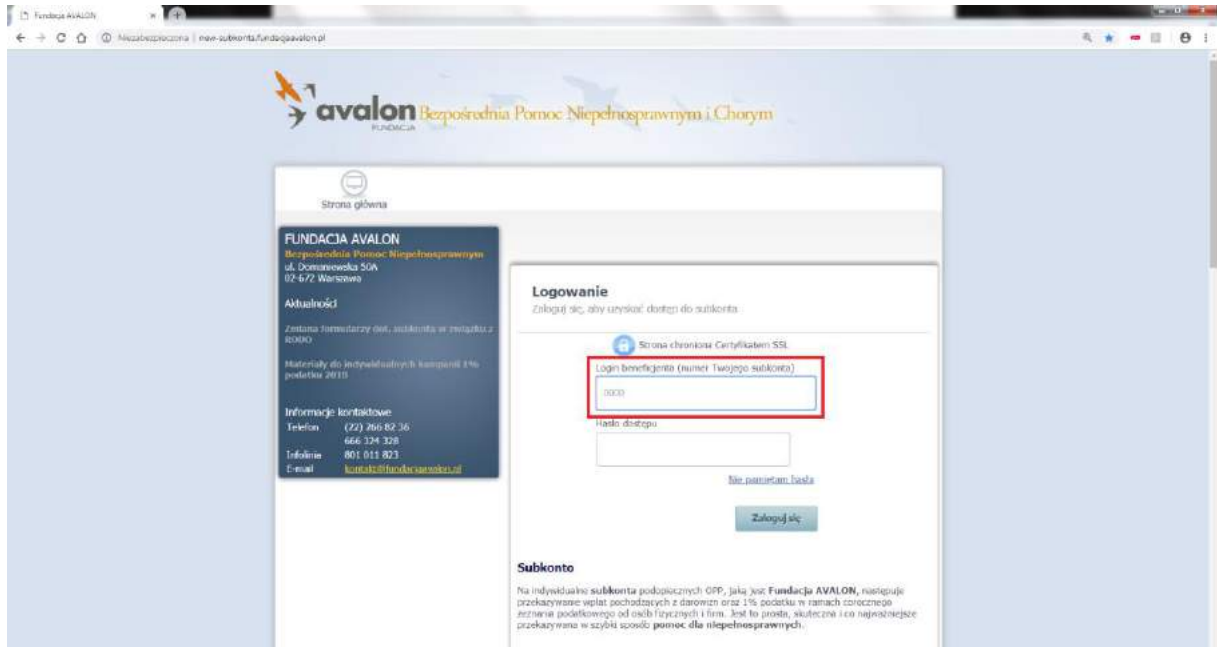 Fundacja AVALON
Niezabezpieczona | new-subkonta.fundacjaavalon.pl
avalon
FUNDACJA
Bezpośrednia Pomoc Niepełnosprawnym i Chorym
Strona główna
FUNDACJA AVALON
Bezpośrednia Pomoc Niepełnosprawnym
ul. Domaniewska 50A
02-672 Warszawa
Aktualności
Zmiana formularzy dot. subkonta w związku z
RODO
Materiały do indywidualnych kampanii 1%
podatku 2018
Informacje kontaktowe
Telefon (22) 266 82 36
666 324 328
Infolinia 801 011 823
E-mail kontakt@fundacjaavalon.pl
Logowanie
Zaloguj się, aby uzyskać dostęp do subkonta
Strona chroniona Certyfikatem SSL
Login beneficjenta (numer Twojego subkonta)
Hasło dostępu
Nie pamiętam hasła
Zaloguj się
Subkonto
Na indywidualne subkonta podopiecznych OPP, jaką jest Fundacja AVALON, następuje
przekazywanie wpłat pochodzących z darowizn oraz 1% podatku w ramach corocznego
zeznania podatkowego od osób fizycznych i firm. Jest to prosta, skuteczna i co najważniejsze
przekazywana w szybki sposób pomoc dla niepełnosprawnych.